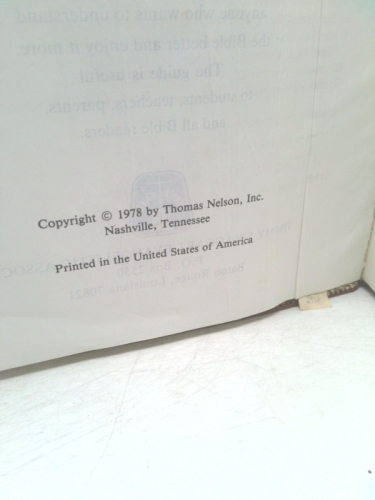 Copyright © 1978 by Thomas Nelson, Inc.
Nashville, Tennessee
Printed in the United States of America
anyone who wants to understand
the Bible better and enjoy it more.
The guide is useful
to students, teachers, parents,
and all Bible readers.